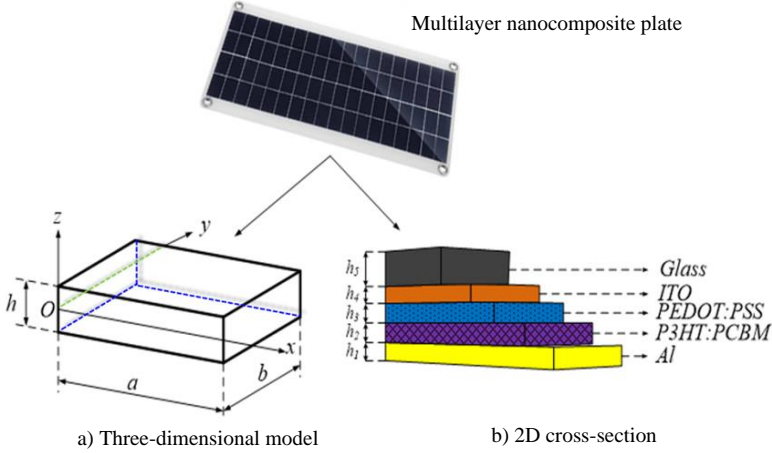 Multilayer nanocomposite plate
z
y
h
O
x
a
b
h5
h4
h3
h2
h1
Glass
ITO
PEDOT:PSS
P3HT:PCBM
Al
a) Three-dimensional model
b) 2D cross-section